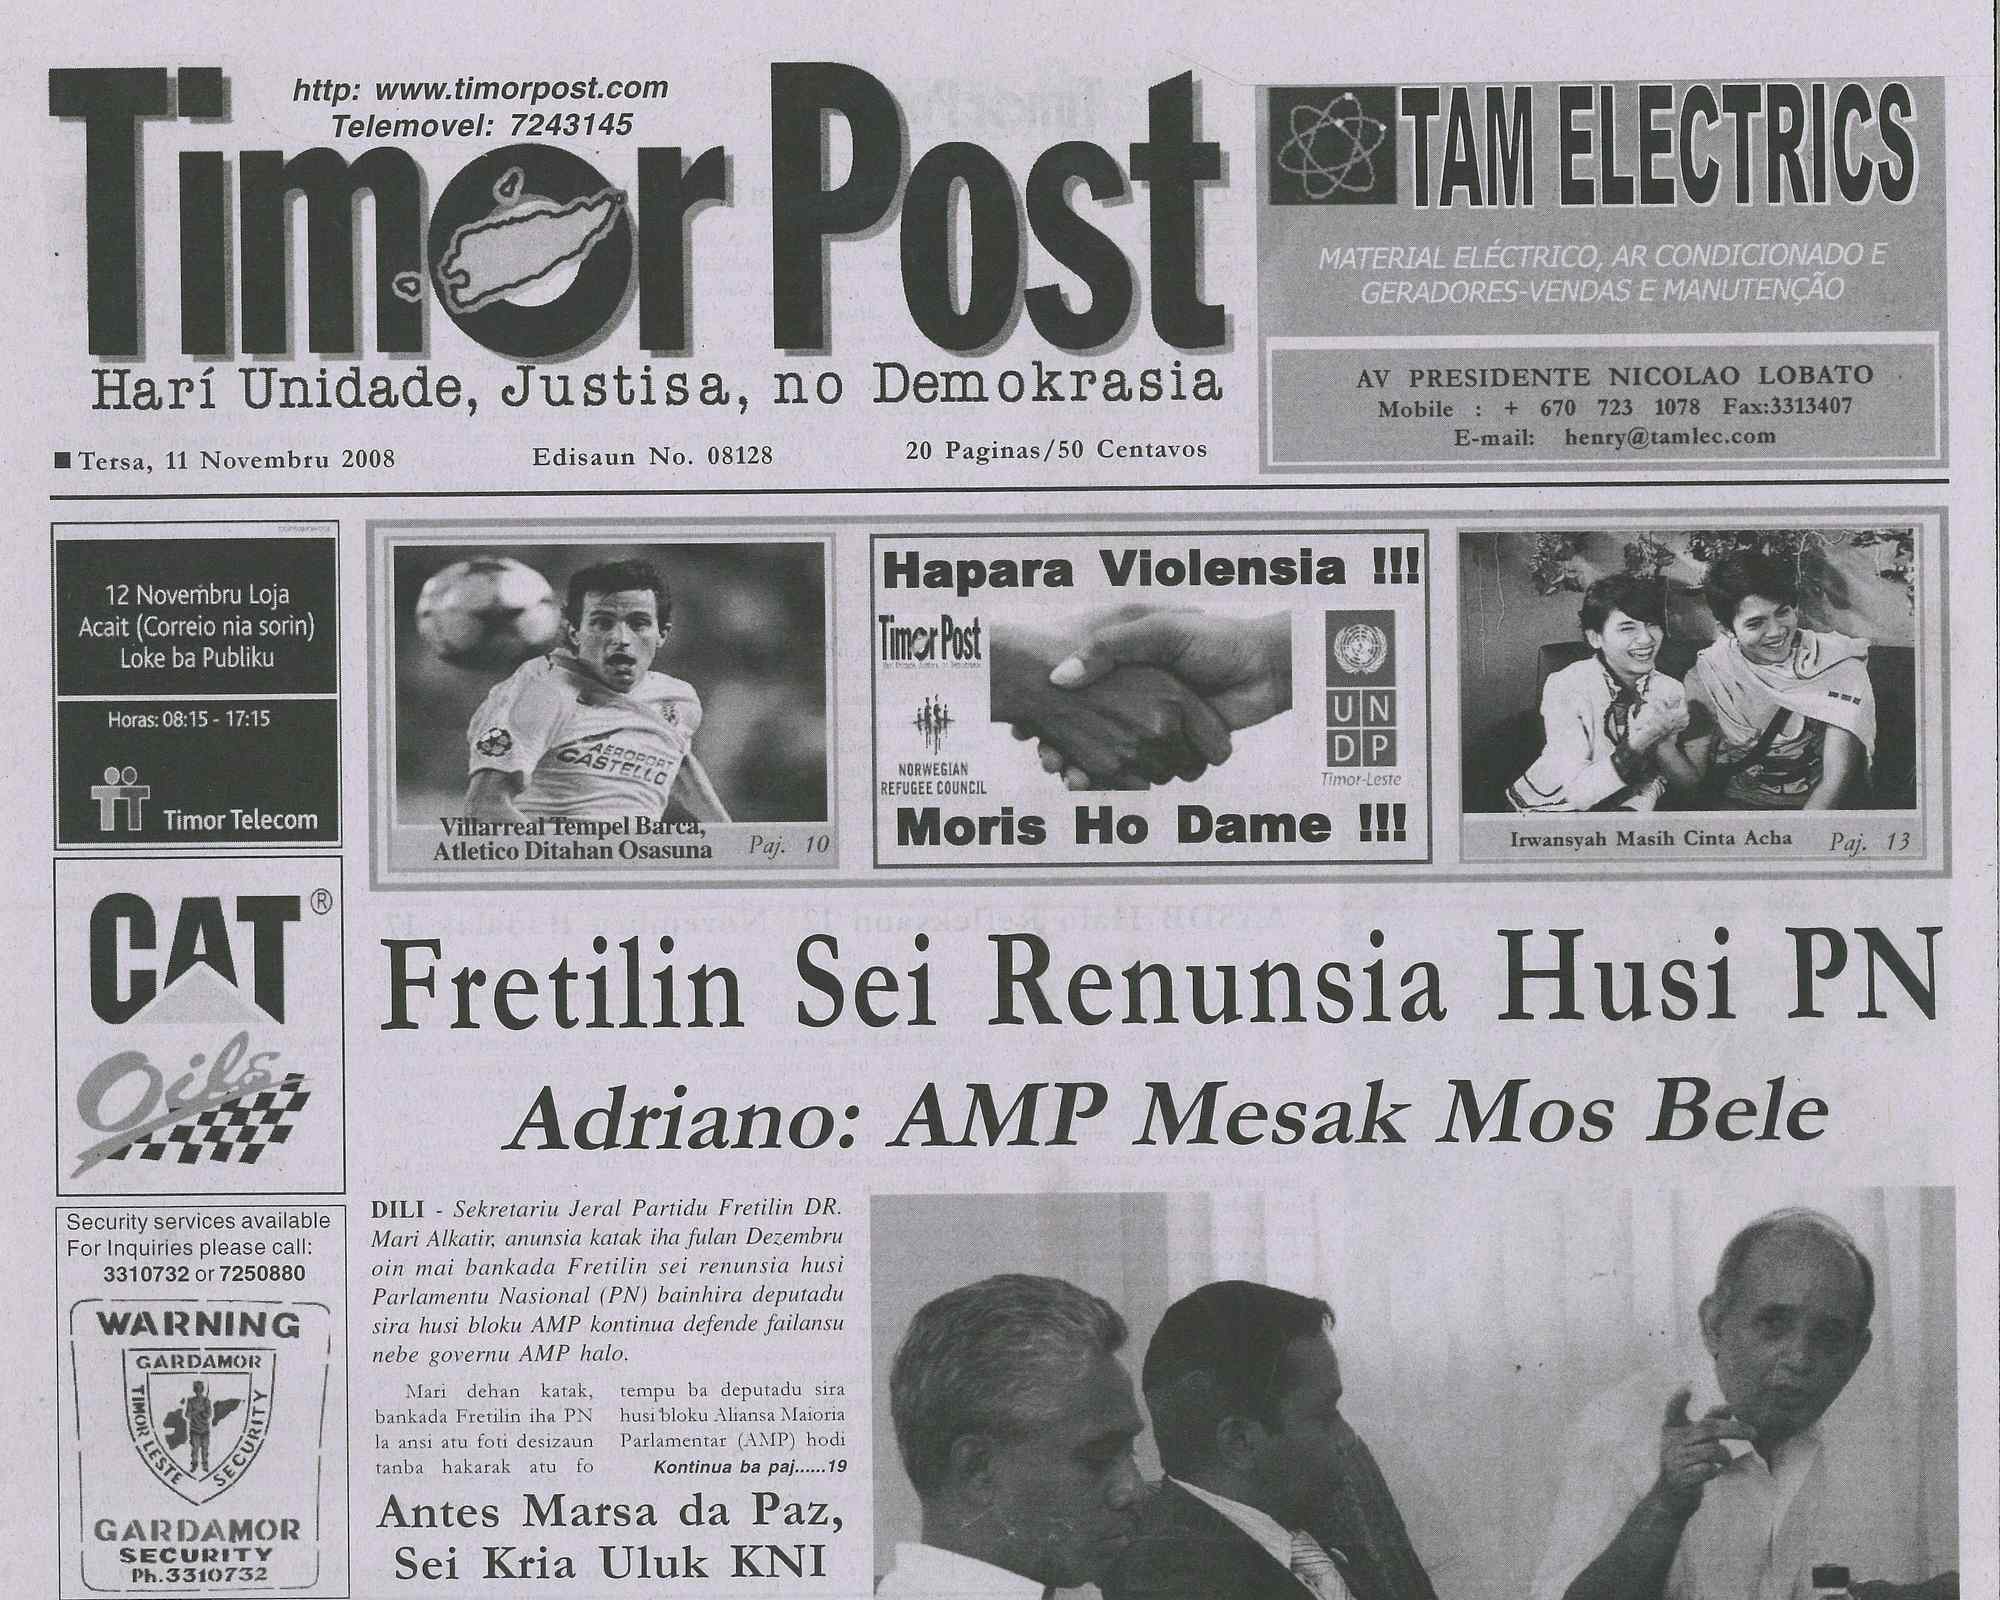 http: www.timorpost.com
Telemovel: 7243145
Timor Post
Harí Unidade, Justisa, no Demokrasia
Tersa, 11 Novembru 2008
Edisaun No. 08128
20 Paginas/50 Centavos
TAM ELECTRICS
MATERIAL ELÉCTRICO, AR CONDICIONADO E
GERADORES-VENDAS E MANUTENÇÃO
AV PRESIDENTE NICOLAO LOBATO
Mobile : + 670 723 1078 Fax:3313407
E-mail: henry@tamlec.com
12 Novembru Loja
Acait (Correio nia sorin)
Loke ba Publiku
Horas: 08:15 - 17:15
Timor Telecom
CAT®
Oils
Security services available
For Inquiries please call:
3310732 or 7250880
WARNING
GARDAMOR
TIMOR LESTE
SECURITY
GARDAMOR
SECURITY
Ph.3310732
AEROPORT
CASTELLO
Villarreal Tempel Barca,
Atletico Ditahan Osasuna
Paj. 10
Hapara Violensia !!!
Timor Post
NORWEGIAN
REFUGEE COUNCIL
UN
DP
Timor-Leste
Moris Ho Dame !!!
Irwansyah Masih Cinta Acha
Paj. 13
Fretilin Sei Renunsia Husi PN
Adriano: AMP Mesak Mos Bele
DILI - Sekretariu Jeral Partidu Fretilin DR.
Mari Alkatir, anunsia katak iha fulan Dezembru
oin mai bankada Fretilin sei renunsia husi
Parlamentu Nasional (PN) bainhira deputadu
sira husi bloku AMP kontinua defende failansu
nebe governu AMP halo.
Mari dehan katak,
bankada Fretilin iha PN
la ansi atu foti desizaun
tanba hakarak atu fo
tempu ba deputadu sira
husi bloku Aliansa Maioria
Parlamentar (AMP) hodi
Kontinua ba paj......19
Antes Marsa da Paz,
Sei Kria Uluk KNI